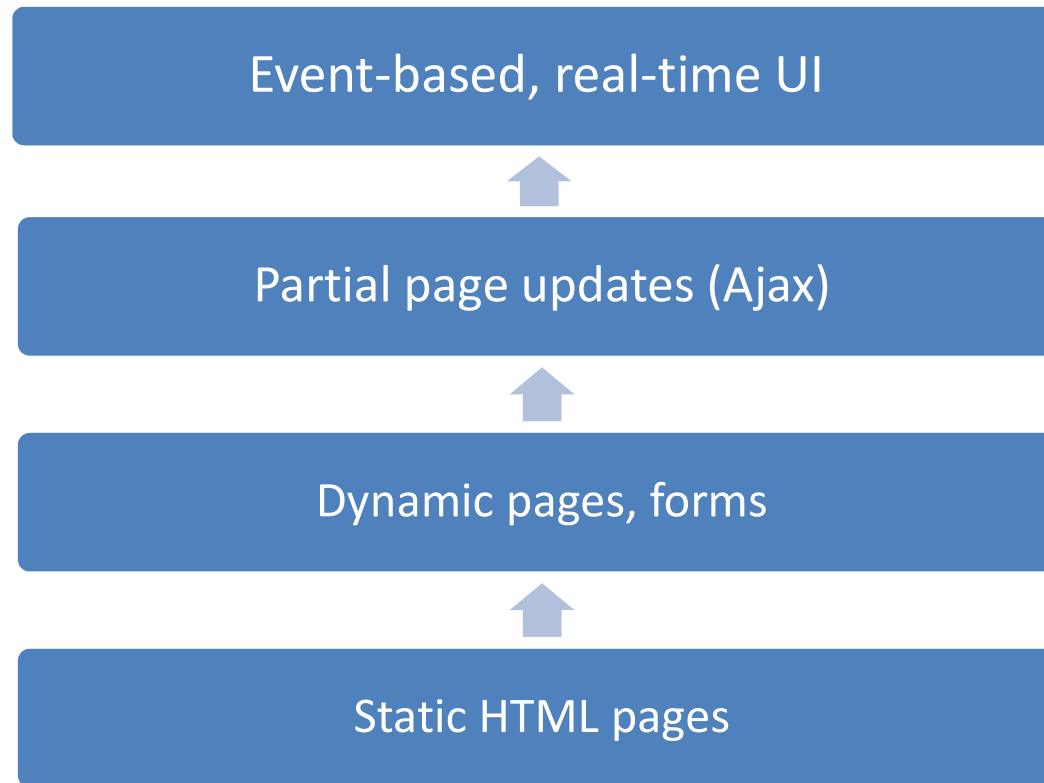 Event-based, real-time UI
Partial page updates (Ajax)
Dynamic pages, forms
Static HTML pages